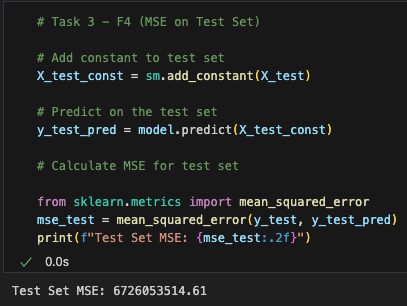 # Task 3 - F4 (MSE on Test Set)
# Add constant to test set
X_test_const = sm.add_constant(X_test)
# Predict on the test set
y_test_pred = model.predict(X_test_const)
# Calculate MSE for test set
from sklearn.metrics import mean_squared_error
mse_test = mean_squared_error(y_test, y_test_pred)
print(f"Test Set MSE: {mse_test:.2f}")
✓ 0.0s
Test Set MSE: 6726053514.61